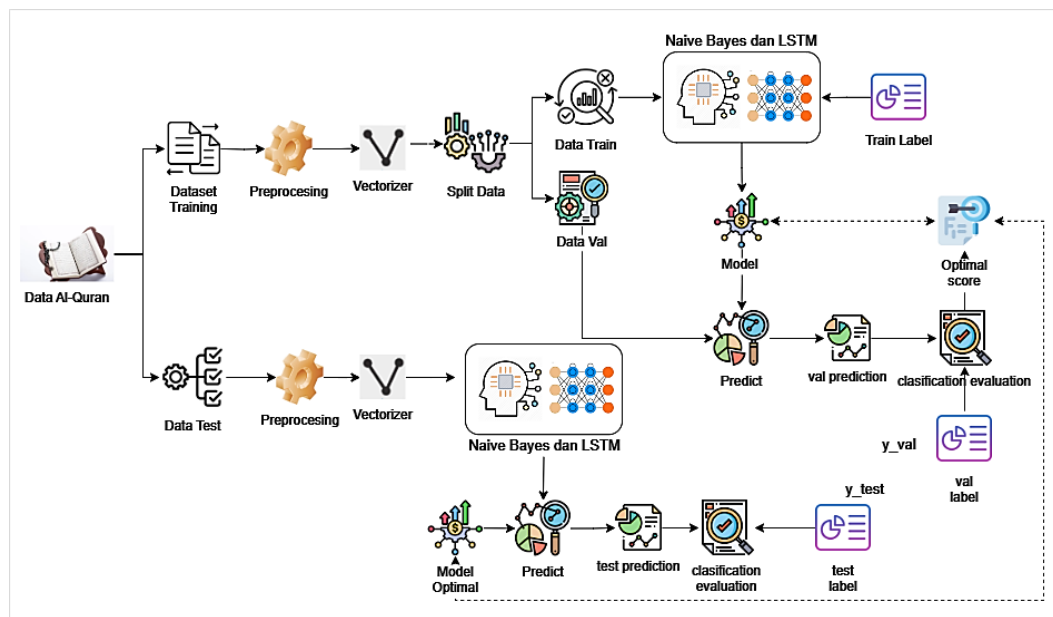 Naive Bayes dan LSTM
Data Train
Train Label
Dataset
Training
Preprocesing
Vectorizer
Split Data
Data Val
Data Al-Quran
Model
Optimal
score
Predict
val prediction
clasification evaluation
Data Test
Preprocesing
Vectorizer
Naive Bayes dan LSTM
y_val
val
label
y_test
Model
Optimal
Predict
test prediction
clasification
evaluation
test
label